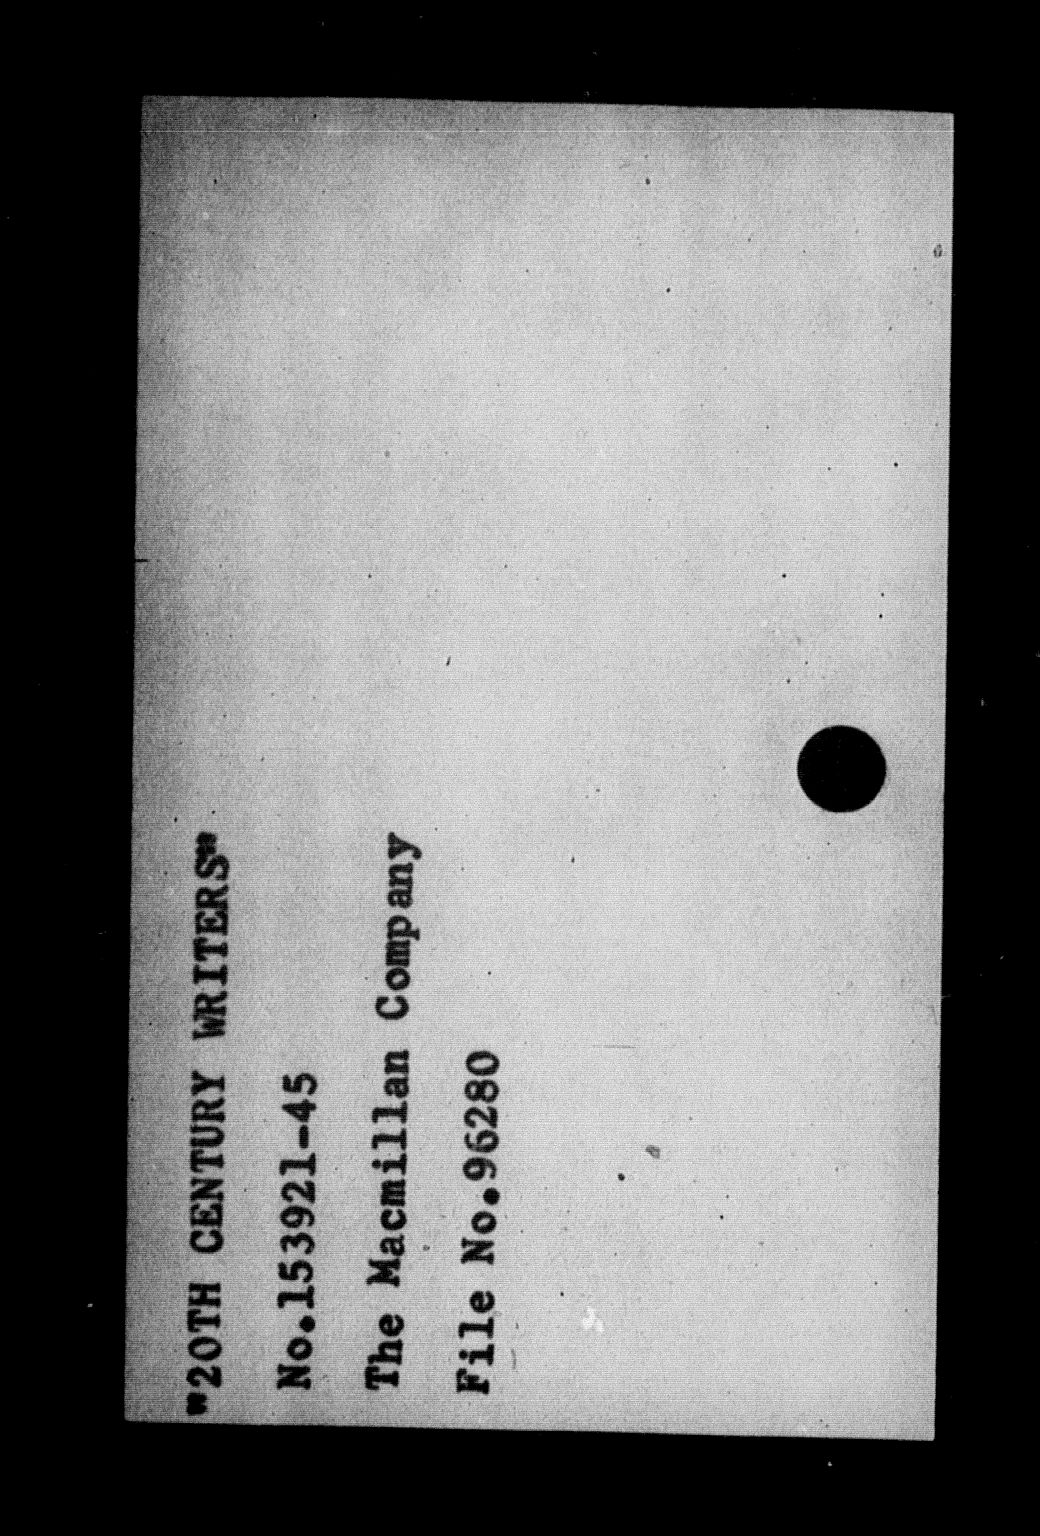 "20TH CENTURY WRITERS"
No.153921-45
The Macmillan Company
File No.96280